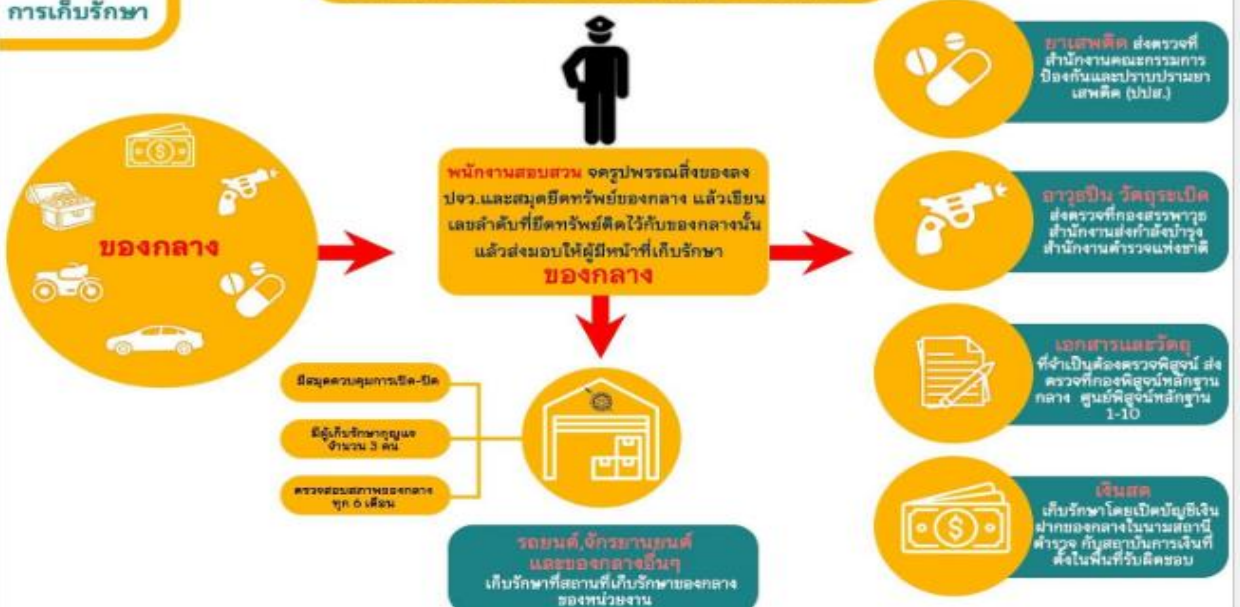 การเก็บรักษา
ของกลาง
พนักงานสอบสวน จดรูปพรรณสิ่งของลง
ปจว.และสมุดยึดทรัพย์ของกลาง แล้วเขียน
เลขลำดับที่ยึดทรัพย์ติดไว้กับของกลางนั้น
แล้วส่งมอบให้ผู้มีหน้าที่เก็บรักษา
ของกลาง
มีสมุดควบคุมการเปิด-ปิด
มีผู้เก็บรักษากุญแจ
จำนวน 3 คน
ตรวจสอบสภาพของกลาง
ทุก 6 เดือน
รถยนต์,จักรยานยนต์
และของกลางอื่นๆ
เก็บรักษาที่สถานที่เก็บรักษาของกลาง
ของหน่วยงาน
ยาเสพติด ส่งตรวจที่
สำนักงานคณะกรรมการ
ป้องกันและปราบปรามยา
เสพติด (ปปส.)
อาวุธปืน วัตถุระเบิด
ส่งตรวจที่กองสรรพาวุธ
สำนักงานส่งกำลังบำรุง
สำนักงานตำรวจแห่งชาติ
เอกสารและวัตถุ
ที่จำเป็นต้องตรวจพิสูจน์ ส่ง
ตรวจที่กองพิสูจน์หลักฐาน
กลาง ศูนย์พิสูจน์หลักฐาน
1-10
เงินสด
เก็บรักษาโดยเปิดบัญชีเงิน
ฝากของกลางในนามสถานี
ตำรวจ กับสถาบันการเงินที่
ตั้งในพื้นที่รับผิดชอบ